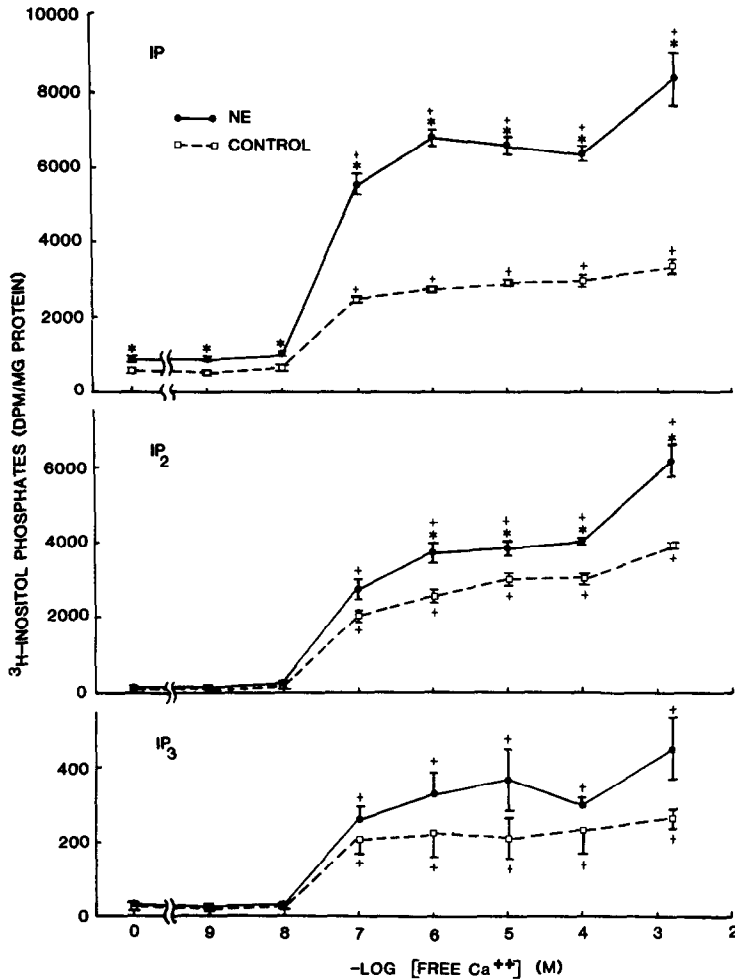 10000
IP
8000
NE
CONTROL
6000
4000
2000
0
³H-INOSITOL PHOSPHATES (DPM/MG PROTEIN)
IP₂
6000
4000
2000
0
IP₃
400
200
0
0 9 8 7 6 5 4 3 2
-LOG [FREE Ca⁺⁺] (M)